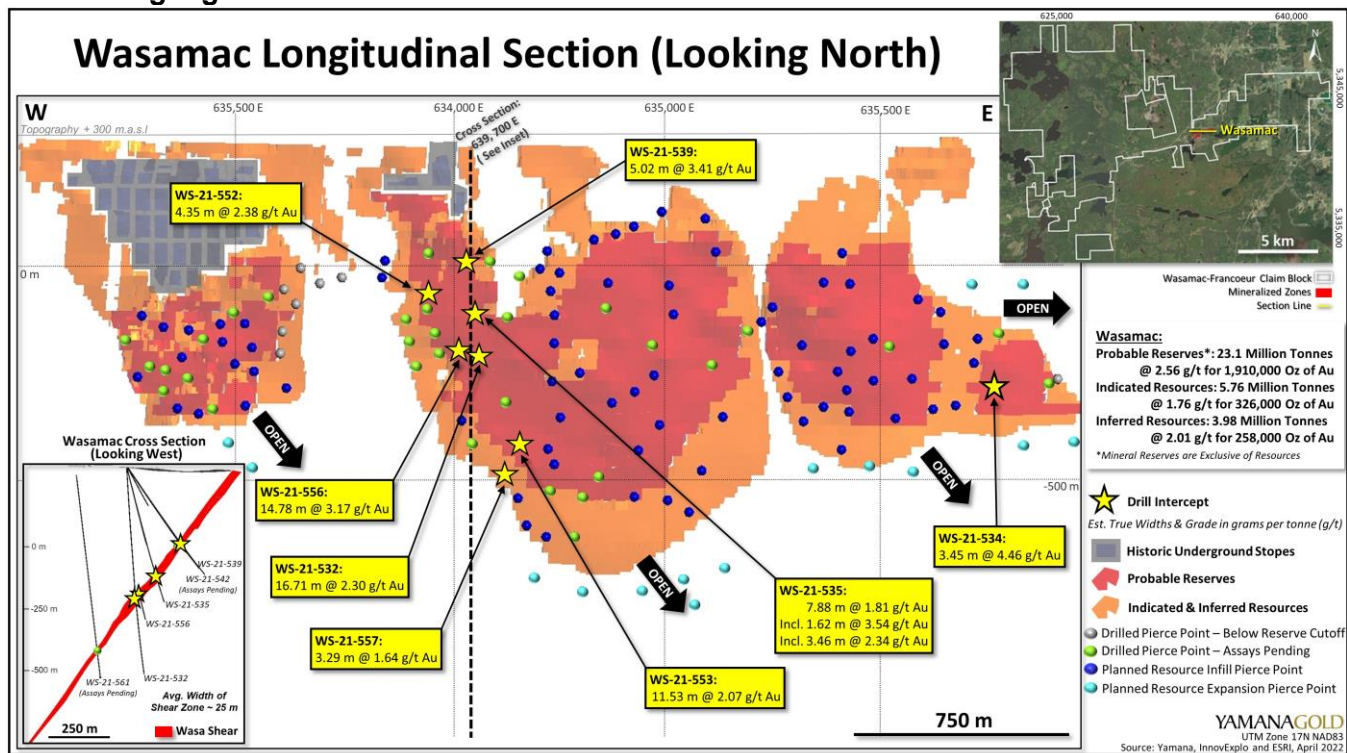 Wasamac Longitudinal Section (Looking North)
W
635,500 E
634,000 E
635,000 E
635,500 E
E
Topography + 300 m.a.s.l
Cross Section:
639, 700 E
( See Inset)
WS-21-539:
5.02 m @ 3.41 g/t Au
WS-21-552:
4.35 m @ 2.38 g/t Au
0 m
-500 m
OPEN
OPEN
OPEN
OPEN
WS-21-556:
14.78 m @ 3.17 g/t Au
WS-21-532:
16.71 m @ 2.30 g/t Au
WS-21-557:
3.29 m @ 1.64 g/t Au
WS-21-553:
11.53 m @ 2.07 g/t Au
WS-21-535:
7.88 m @ 1.81 g/t Au
Incl. 1.62 m @ 3.54 g/t Au
Incl. 3.46 m @ 2.34 g/t Au
WS-21-534:
3.45 m @ 4.46 g/t Au
750 m
Wasamac Cross Section
(Looking West)
0 m
-250 m
-500 m
WS-21-539
WS-21-542
(Assays Pending)
WS-21-535
WS-21-556
WS-21-561
(Assays Pending)
WS-21-532
Avg. Width of
Shear Zone ~ 25 m
250 m
Wasa Shear
625,000
640,000
N
5,345,000
5,335,000
Wasamac
5 km
Wasamac-Francoeur Claim Block
Mineralized Zones
Section Line
Wasamac:
Probable Reserves*: 23.1 Million Tonnes
@ 2.56 g/t for 1,910,000 Oz of Au
Indicated Resources: 5.76 Million Tonnes
@ 1.76 g/t for 326,000 Oz of Au
Inferred Resources: 3.98 Million Tonnes
@ 2.01 g/t for 258,000 Oz of Au
*Mineral Reserves are Exclusive of Resources
Drill Intercept
Est. True Widths & Grade in grams per tonne (g/t)
Historic Underground Stopes
Probable Reserves
Indicated & Inferred Resources
Drilled Pierce Point – Below Reserve Cutoff
Drilled Pierce Point – Assays Pending
Planned Resource Infill Pierce Point
Planned Resource Expansion Pierce Point
YAMANAGOLD
UTM Zone 17N NAD83
Source: Yamana, InnovExplo and ESRI, April 2022